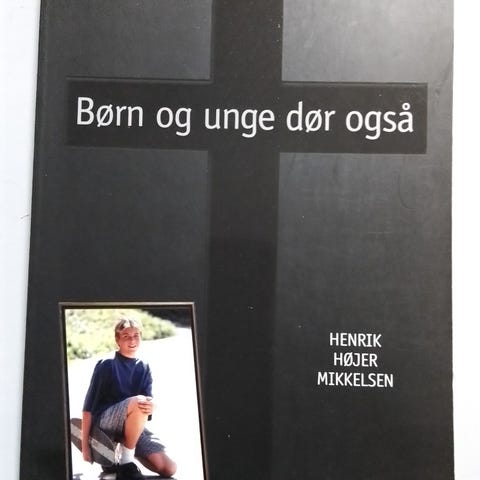 Børn og unge dør også
HENRIK
HØJER
MIKKELSEN